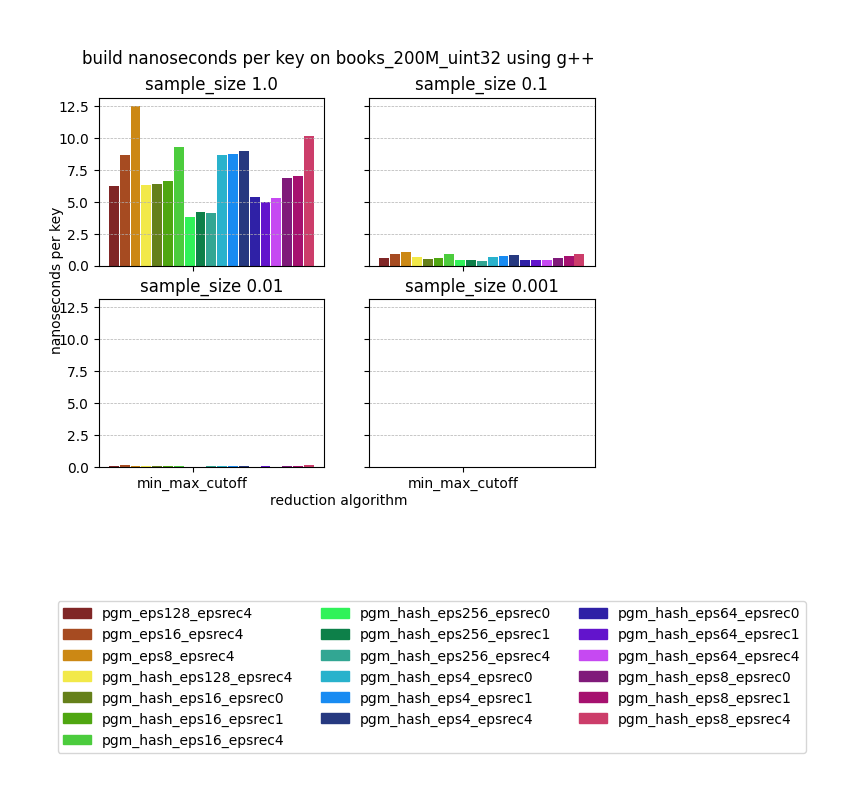 build nanoseconds per key on books_200M_uint32 using g++
sample_size 1.0
sample_size 0.1
12.5
10.0
7.5
5.0
2.5
0.0
nanoseconds per key
sample_size 0.01
sample_size 0.001
12.5
10.0
7.5
5.0
2.5
0.0
min_max_cutoff
min_max_cutoff
reduction algorithm
pgm_eps128_epsrec4
pgm_eps16_epsrec4
pgm_eps8_epsrec4
pgm_hash_eps128_epsrec4
pgm_hash_eps16_epsrec0
pgm_hash_eps16_epsrec1
pgm_hash_eps16_epsrec4
pgm_hash_eps256_epsrec0
pgm_hash_eps256_epsrec1
pgm_hash_eps256_epsrec4
pgm_hash_eps4_epsrec0
pgm_hash_eps4_epsrec1
pgm_hash_eps4_epsrec4
pgm_hash_eps64_epsrec0
pgm_hash_eps64_epsrec1
pgm_hash_eps64_epsrec4
pgm_hash_eps8_epsrec0
pgm_hash_eps8_epsrec1
pgm_hash_eps8_epsrec4